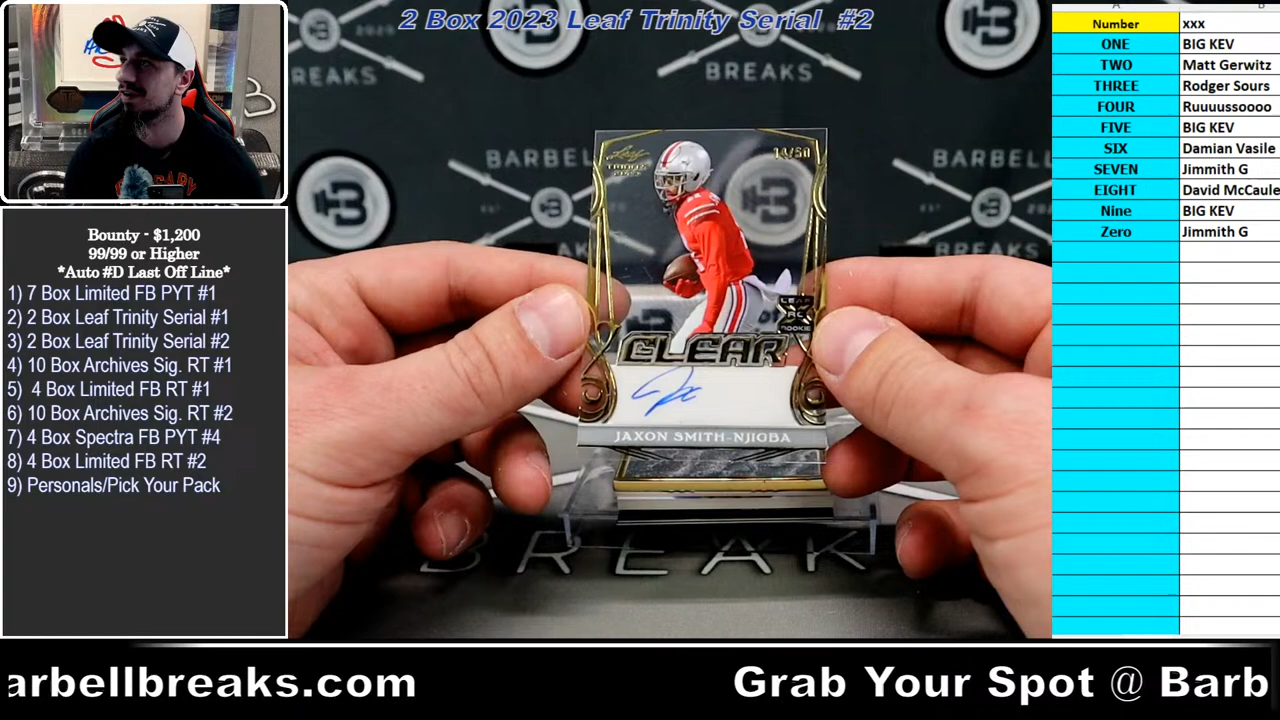 2 Box 2023 Leaf Trinity Serial #2
BREAKS
BREAKS
BARBELL
Bounty - $1,200
99/99 or Higher
*Auto #D Last Off Line*
1) 7 Box Limited FB PYT #1
2) 2 Box Leaf Trinity Serial #1
3) 2 Box Leaf Trinity Serial #2
4) 10 Box Archives Sig. RT #1
5) 4 Box Limited FB RT #1
6) 10 Box Archives Sig. RT #2
7) 4 Box Spectra FB PYT #4
8) 4 Box Limited FB RT #2
9) Personals/Pick Your Pack
Leaf
14/50
LEAF
RC
ROOKIE
CLEAR
JAXON SMITH-NJIGBA
BREAK
Number xxx
ONE BIG KEV
TWO Matt Gerwitz
THREE Rodger Sours
FOUR Ruuuussoooo
FIVE BIG KEV
SIX Damian Vasile
SEVEN Jimmith G
EIGHT David McCaule
Nine BIG KEV
Zero Jimmith G
arbellbreaks.com Grab Your Spot @ Barb